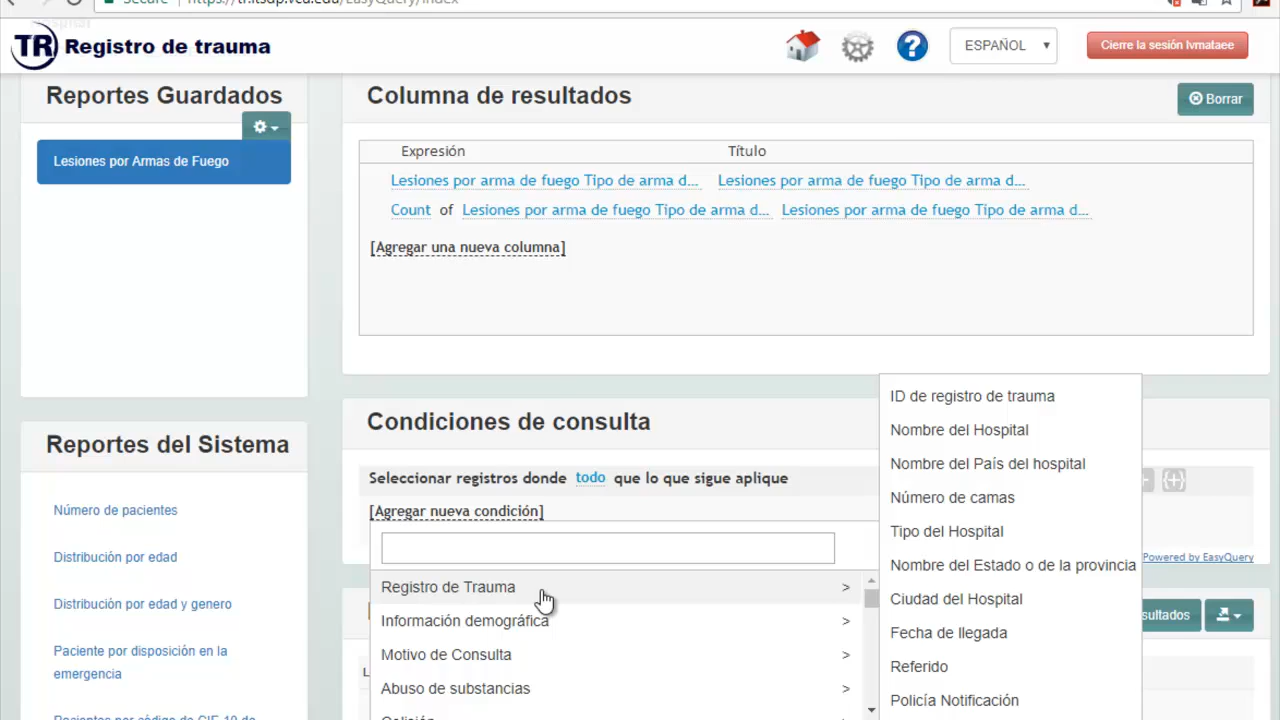 Secure
TR Registro de trauma
ESPAÑOL
Cierre la sesión lvmataee
Reportes Guardados
Lesiones por Armas de Fuego
Columna de resultados
Borrar
Expresión Título
Lesiones por arma de fuego Tipo de arma d... Lesiones por arma de fuego Tipo de arma d...
Count of Lesiones por arma de fuego Tipo de arma d... Lesiones por arma de fuego Tipo de arma d...
[Agregar una nueva columna]
Reportes del Sistema
Número de pacientes
Distribución por edad
Distribución por edad y genero
Paciente por disposición en la
emergencia
Condiciones de consulta
Seleccionar registros donde todo que lo que sigue aplique
[Agregar nueva condición]
Registro de Trauma >
Información demográfica >
Motivo de Consulta >
Abuso de substancias >
ID de registro de trauma
Nombre del Hospital
Nombre del País del hospital
Número de camas
Tipo del Hospital
Nombre del Estado o de la provincia
Ciudad del Hospital
Fecha de llegada
Referido
Policía Notificación
Powered by EasyQuery